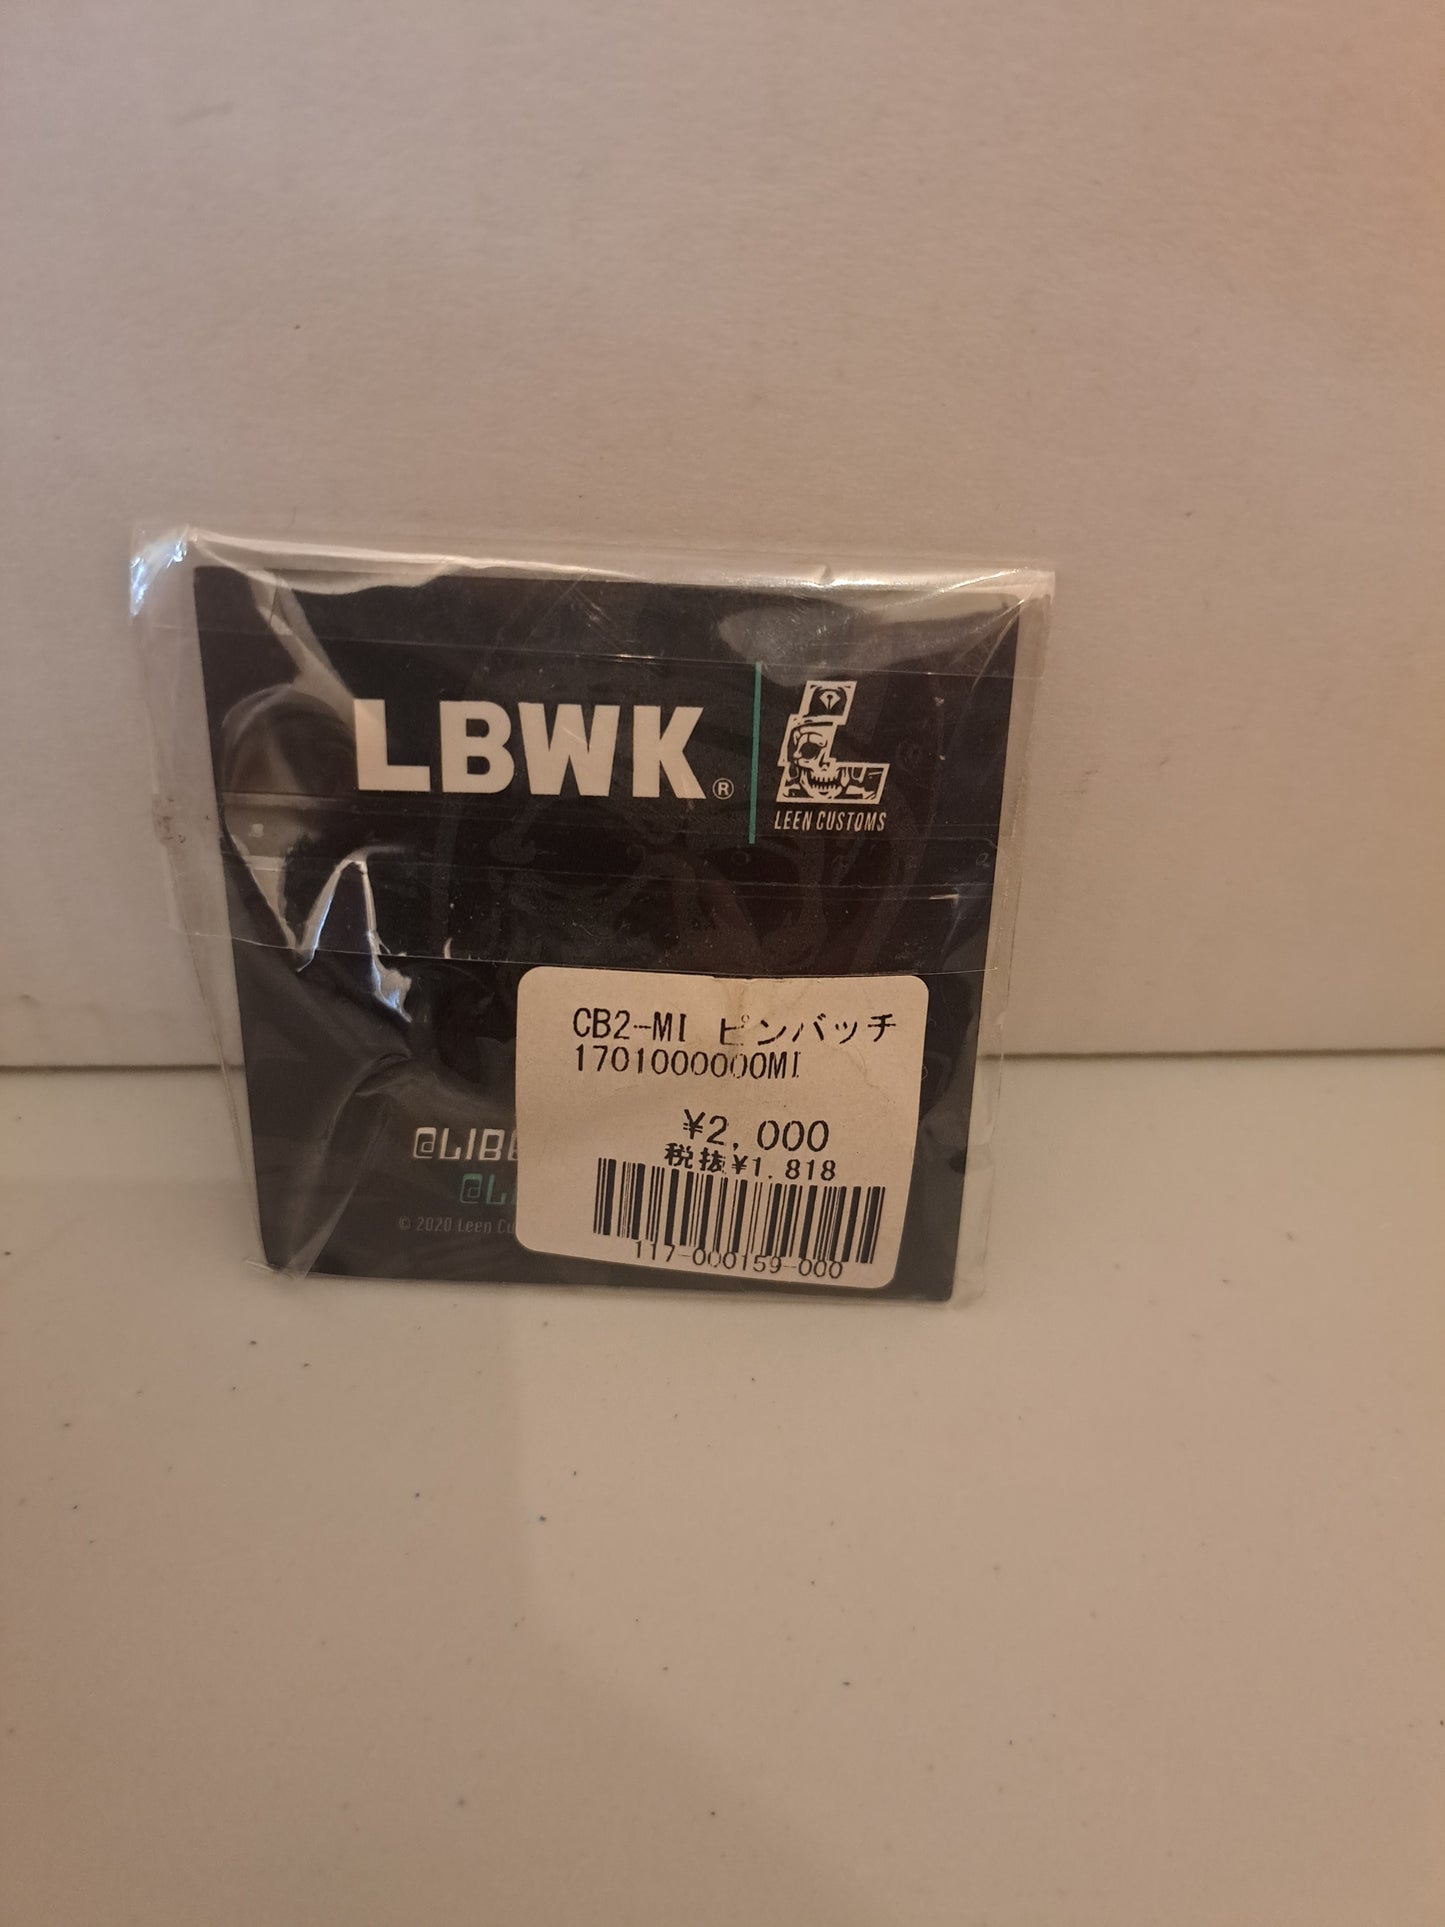 LBWK®
LEEN CUSTOMS
CB2-MI ピンバッチ
1701000000MI
¥2,000
税抜¥1,818
117-000159-000
© 2020 Leen